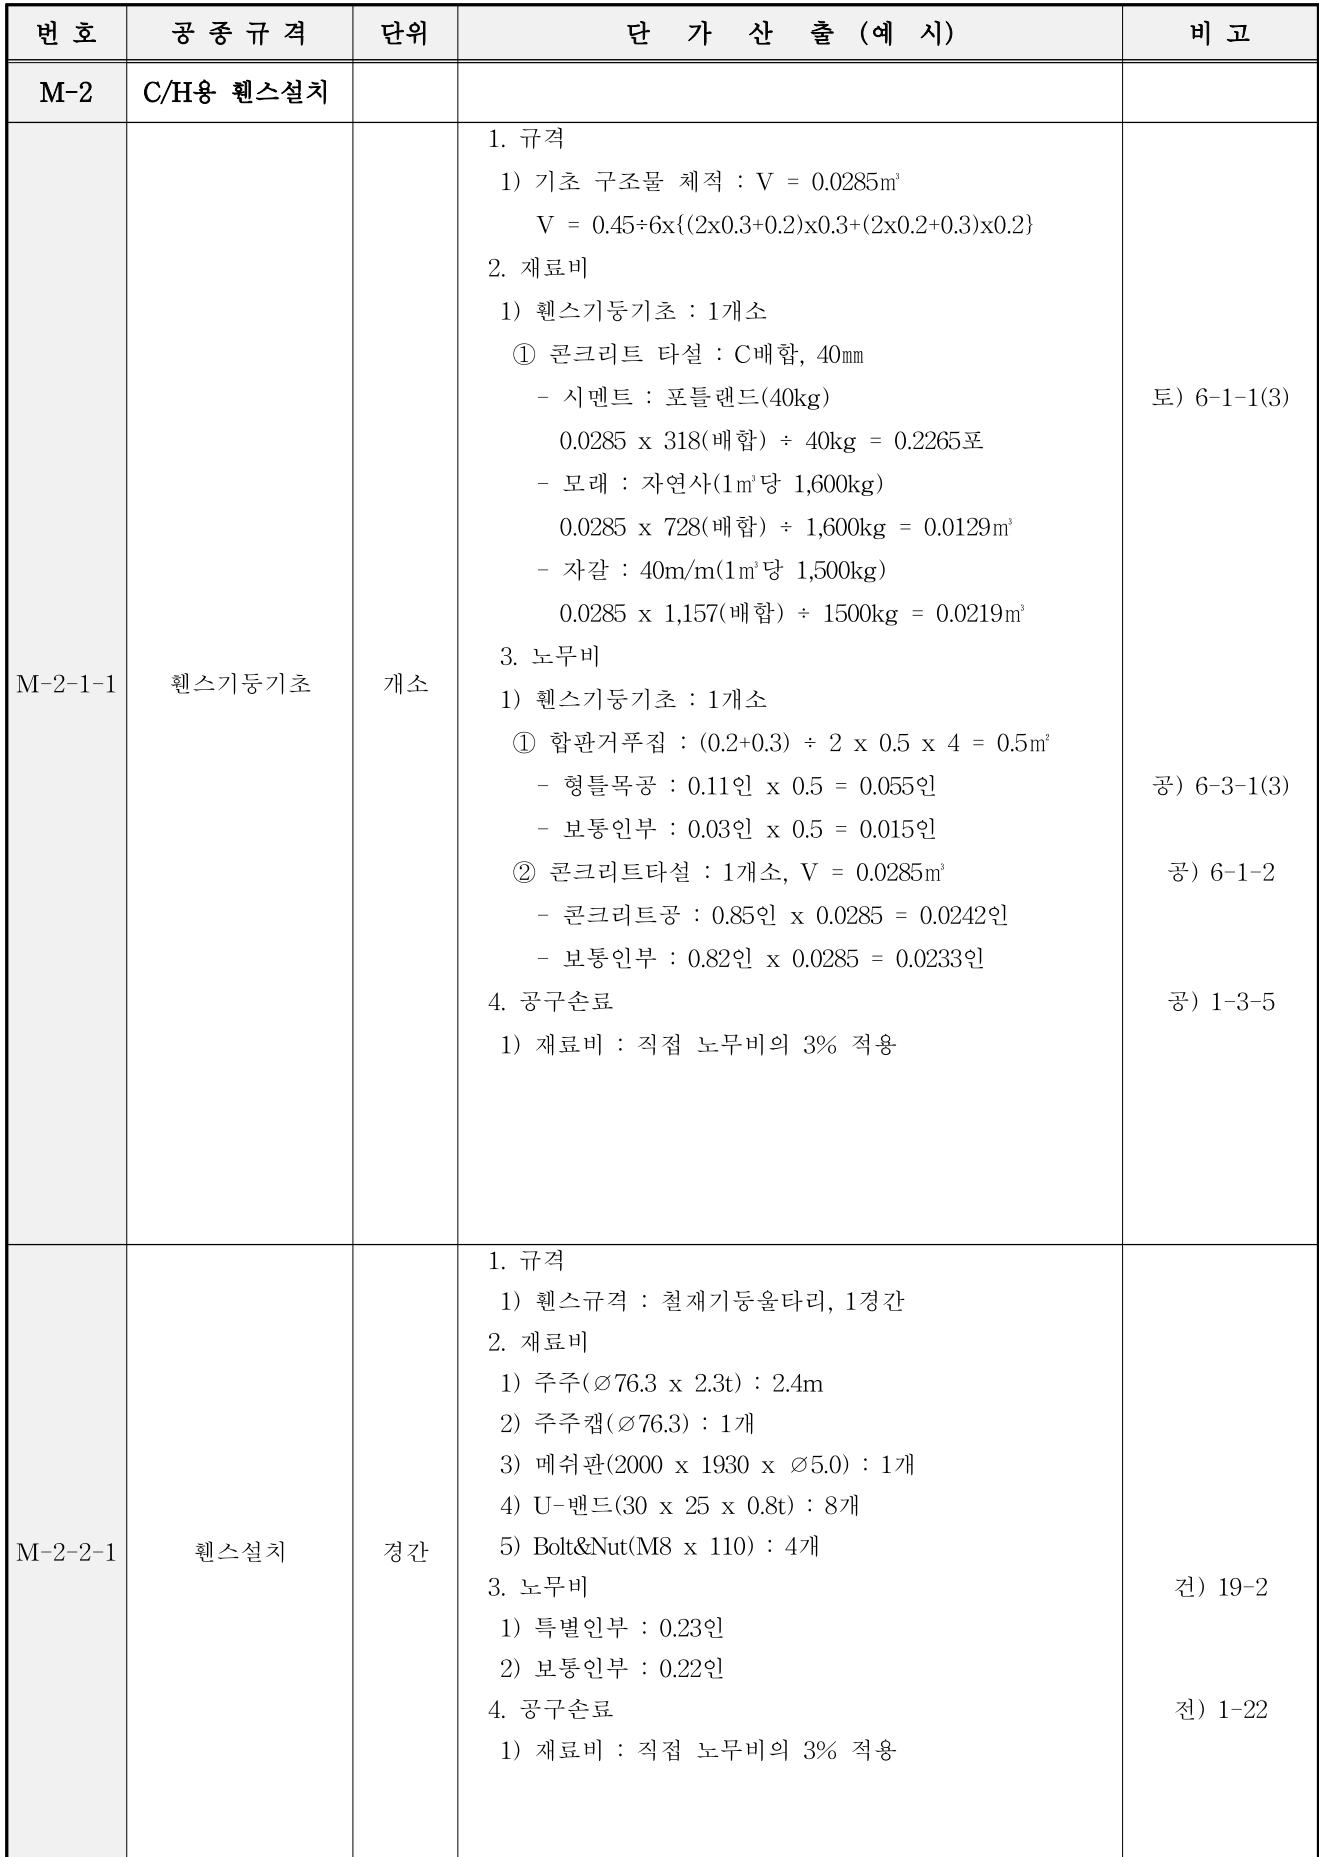 번 호 공 종 규 격 단위 단 가 산 출 (예 시) 비 고
M-2 C/H용 휀스설치
1. 규격
1) 기초 구조물 체적 : V = 0.0285㎥
V = 0.45÷6x{(2x0.3+0.2)x0.3+(2x0.2+0.3)x0.2}
2. 재료비
1) 휀스기둥기초 : 1개소
① 콘크리트 타설 : C배합, 40㎜
- 시멘트 : 포틀랜드(40kg) 토) 6-1-1(3)
0.0285 x 318(배합) ÷ 40kg = 0.2265포
- 모래 : 자연사(1㎥당 1,600kg)
0.0285 x 728(배합) ÷ 1,600kg = 0.0129㎥
- 자갈 : 40m/m(1㎥당 1,500kg)
0.0285 x 1,157(배합) ÷ 1500kg = 0.0219㎥
3. 노무비
M-2-1-1 휀스기둥기초 개소
1) 휀스기둥기초 : 1개소
① 합판거푸집 : (0.2+0.3) ÷ 2 x 0.5 x 4 = 0.5㎡
- 형틀목공 : 0.11인 x 0.5 = 0.055인 공) 6-3-1(3)
- 보통인부 : 0.03인 x 0.5 = 0.015인
② 콘크리트타설 : 1개소, V = 0.0285㎥ 공) 6-1-2
- 콘크리트공 : 0.85인 x 0.0285 = 0.0242인
- 보통인부 : 0.82인 x 0.0285 = 0.0233인
4. 공구손료 공) 1-3-5
1) 재료비 : 직접 노무비의 3% 적용
1. 규격
1) 휀스규격 : 철재기둥울타리, 1경간
2. 재료비
1) 주주(∅76.3 x 2.3t) : 2.4m
2) 주주캡(∅76.3) : 1개
3) 메쉬판(2000 x 1930 x ∅5.0) : 1개
4) U-밴드(30 x 25 x 0.8t) : 8개
M-2-2-1 휀스설치 경간 5) Bolt&Nut(M8 x 110) : 4개
3. 노무비 건) 19-2
1) 특별인부 : 0.23인
2) 보통인부 : 0.22인
4. 공구손료 전) 1-22
1) 재료비 : 직접 노무비의 3% 적용